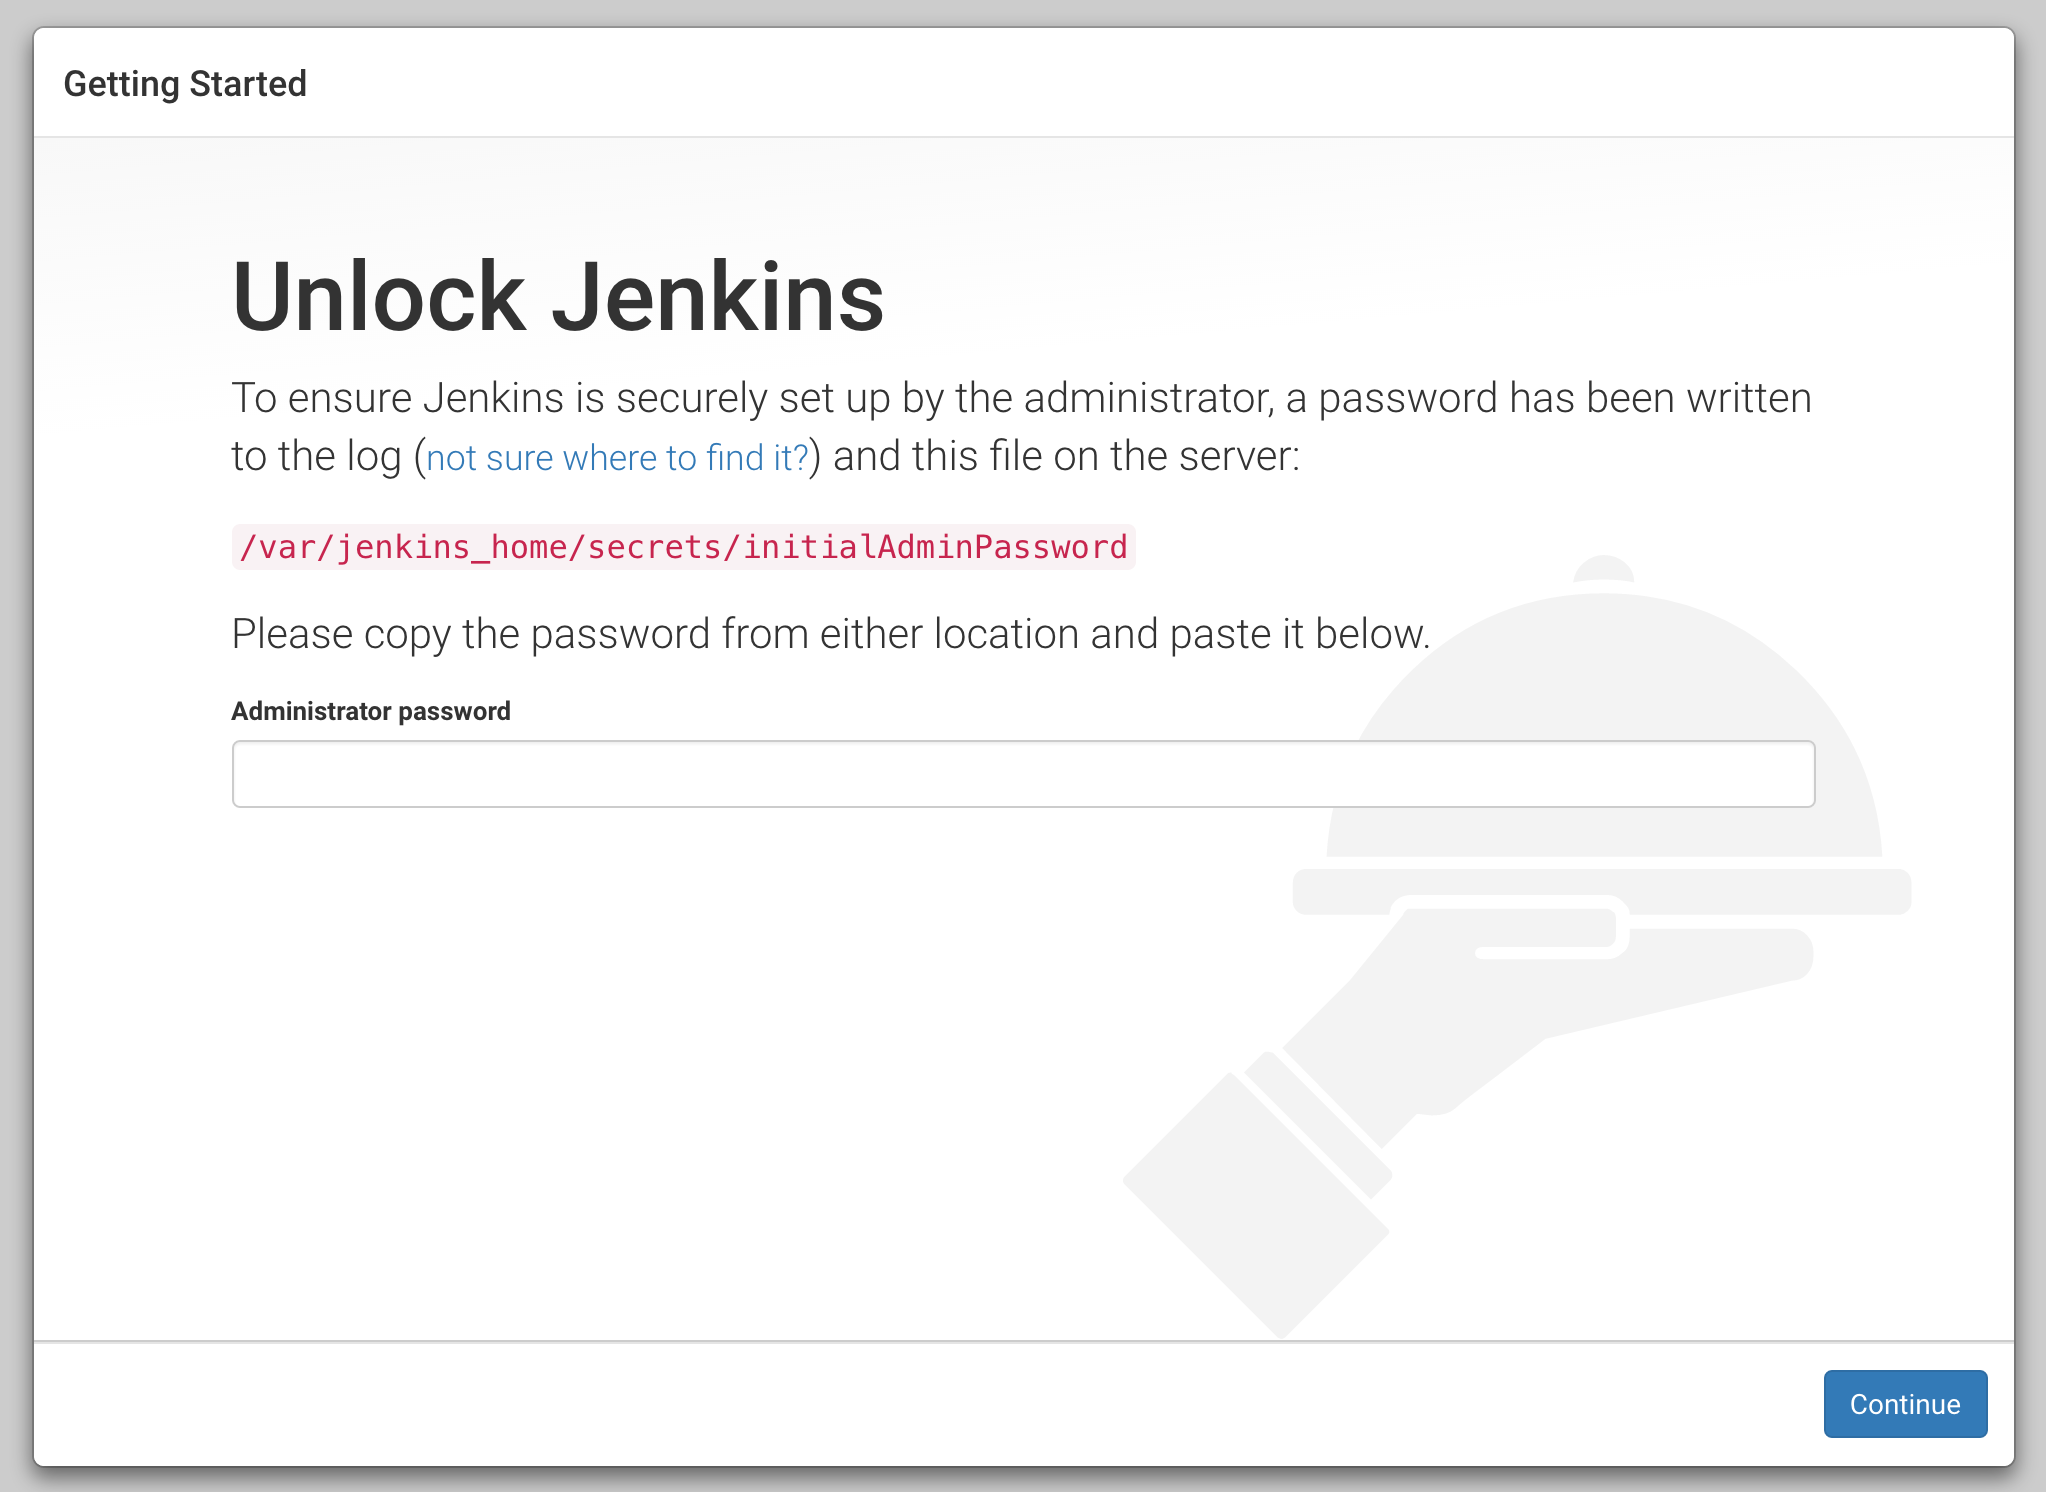 Getting Started
Unlock Jenkins
To ensure Jenkins is securely set up by the administrator, a password has been written
to the log (not sure where to find it?) and this file on the server:
/var/jenkins_home/secrets/initialAdminPassword
Please copy the password from either location and paste it below.
Administrator password
Continue